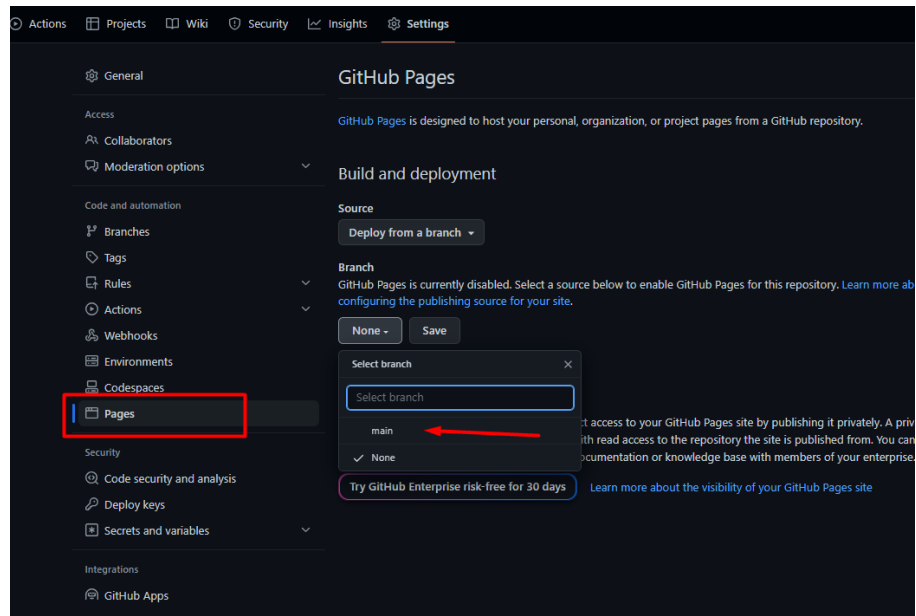 Actions Projects Wiki Security Insights Settings
General
Access
Collaborators
Moderation options
Code and automation
Branches
Tags
Rules
Actions
Webhooks
Environments
Codespaces
Pages
Security
Code security and analysis
Deploy keys
Secrets and variables
Integrations
GitHub Apps
GitHub Pages
GitHub Pages is designed to host your personal, organization, or project pages from a GitHub repository.
Build and deployment
Source
Deploy from a branch
Branch
GitHub Pages is currently disabled. Select a source below to enable GitHub Pages for this repository. Learn more ab
configuring the publishing source for your site.
None Save
Select branch
Select branch
main
None
t access to your GitHub Pages site by publishing it privately. A priv
ith read access to the repository the site is published from. You can
ocumentation or knowledge base with members of your enterprise.
Try GitHub Enterprise risk-free for 30 days Learn more about the visibility of your GitHub Pages site